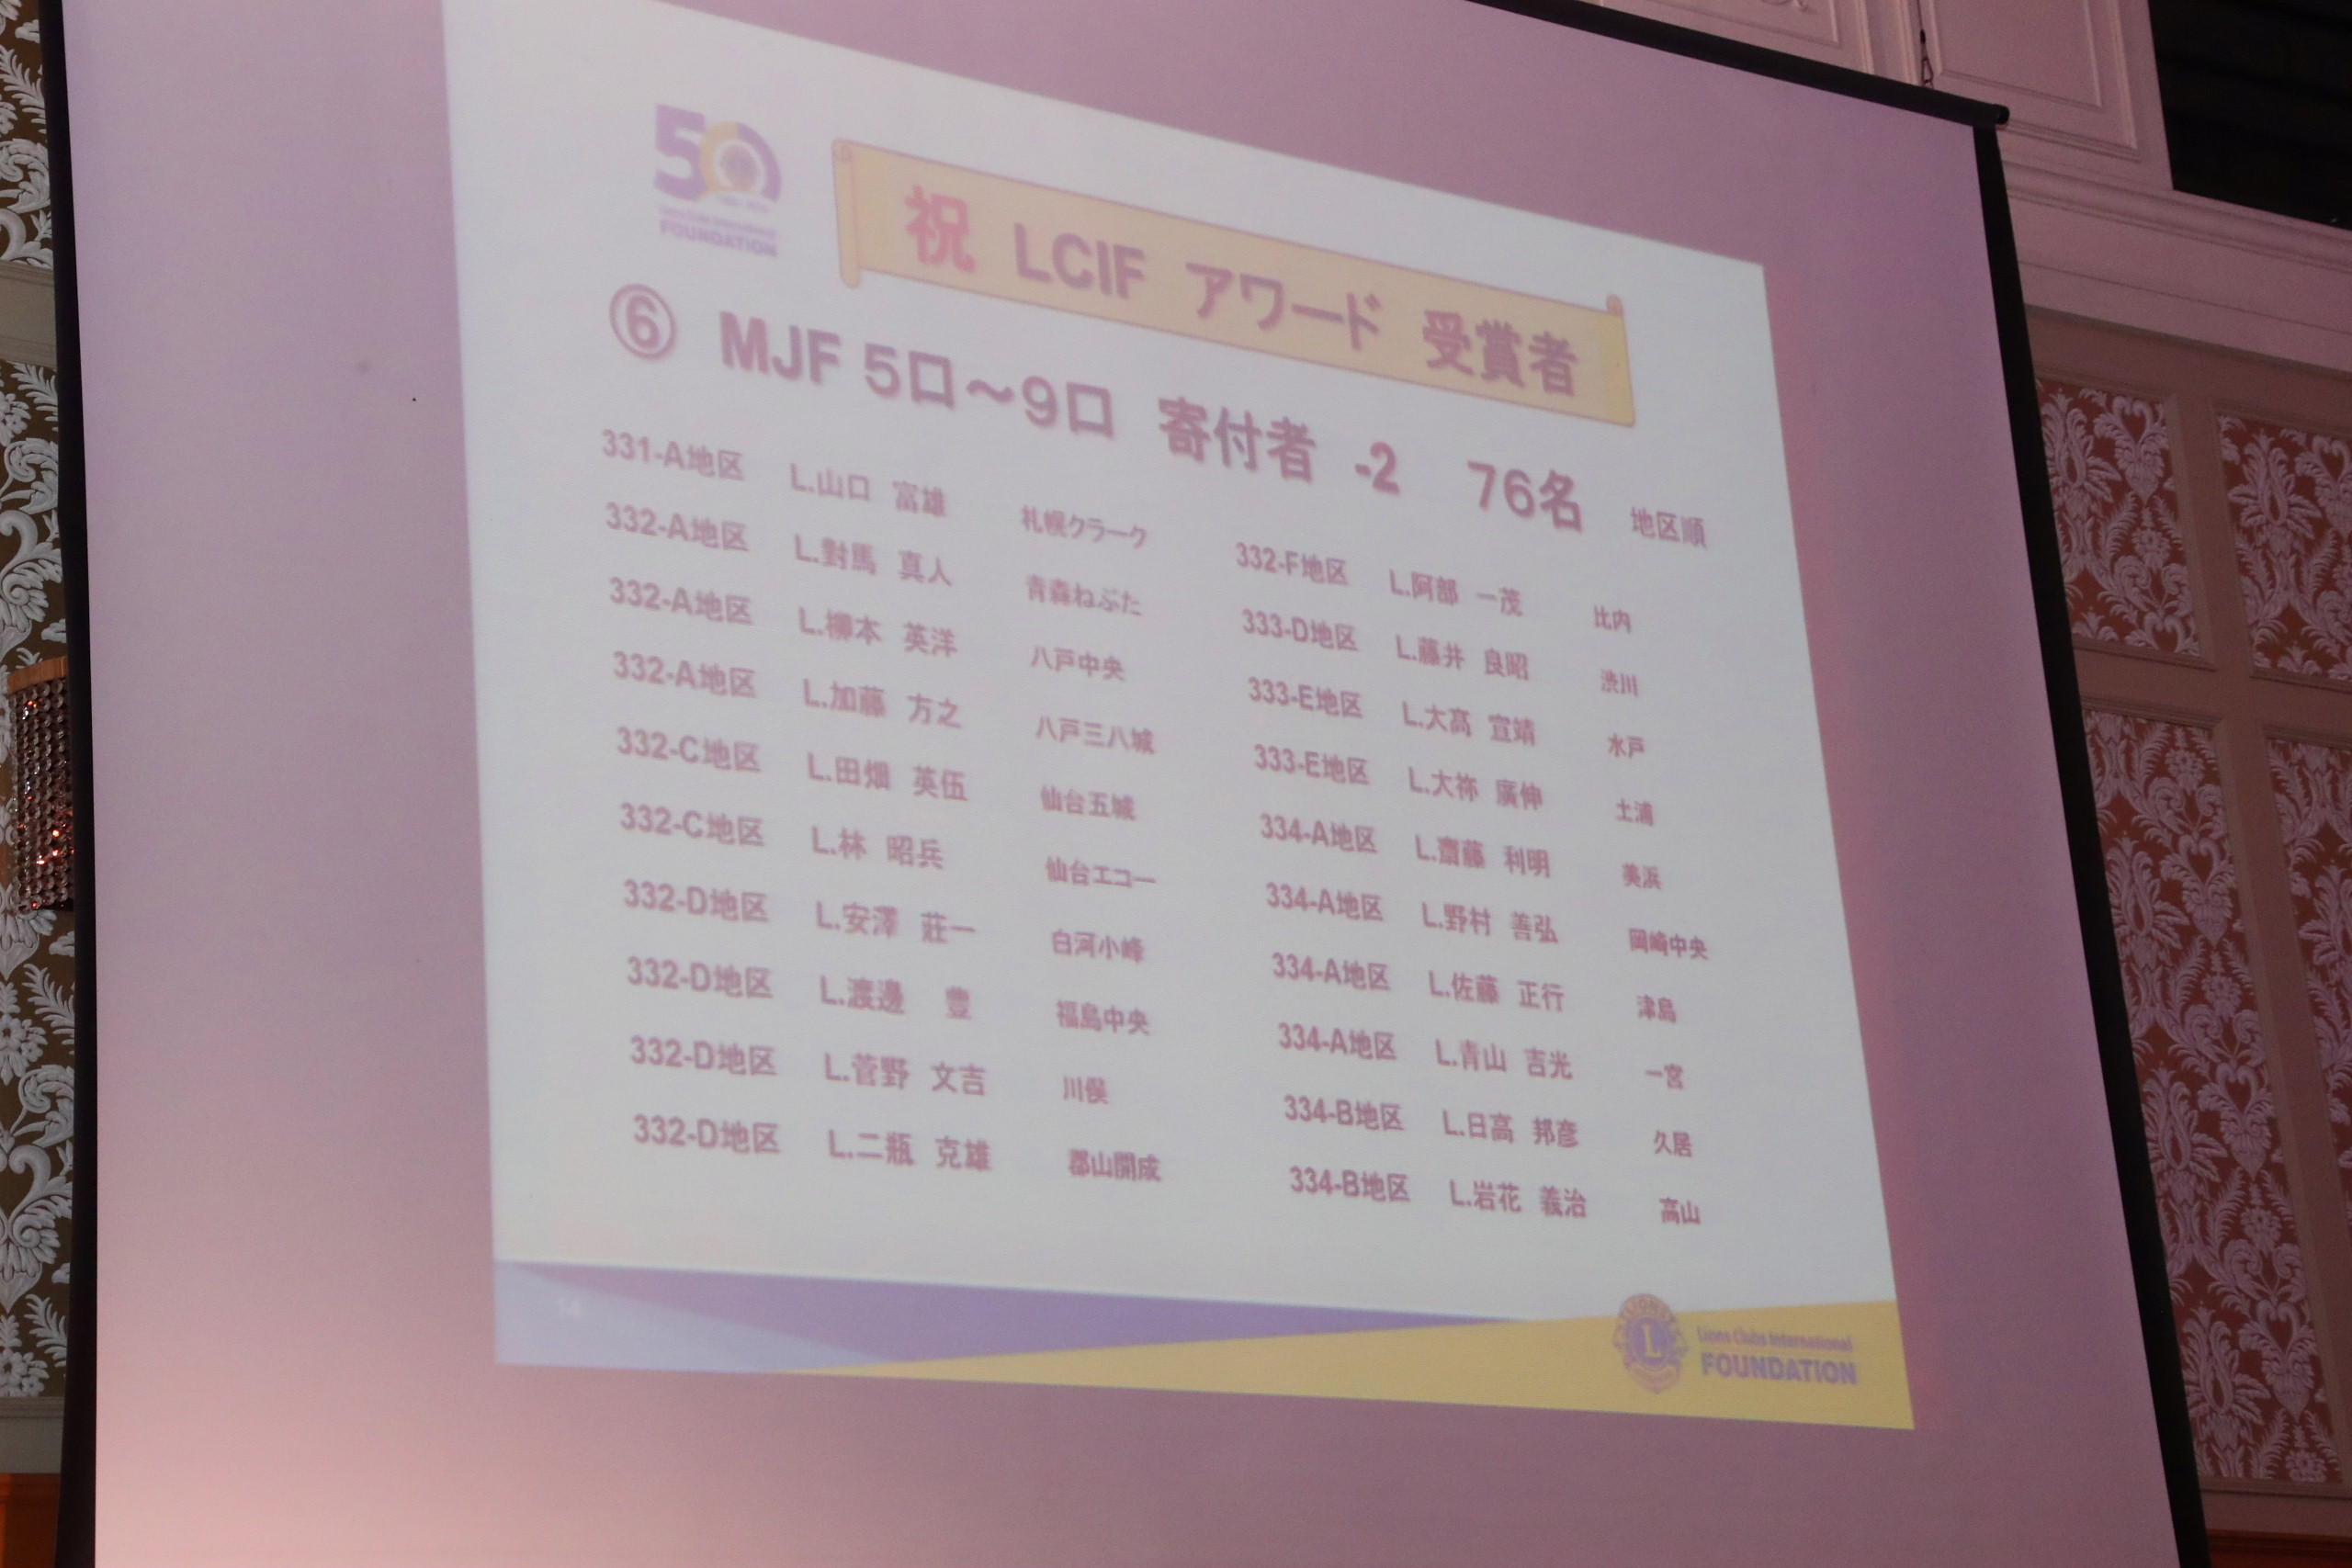 50
FOUNDATION
祝 LCIF アワード 受賞者
⑥ MJF 5口～9口 寄付者 -2 76名 地区順
331-A地区 L.山口 富雄 札幌クラーク
332-A地区 L.對馬 真人 青森ねぶた
332-A地区 L.柳本 英洋 八戸中央
332-A地区 L.加藤 方之 八戸三八城
332-C地区 L.田畑 英伍 仙台五城
332-C地区 L.林 昭兵 仙台エコー
332-D地区 L.安澤 莊一 白河小峰
332-D地区 L.渡邊 豊 福島中央
332-D地区 L.菅野 文吉 川俣
332-D地区 L.二瓶 克雄 郡山開成
332-F地区 L.阿部 一茂 比内
333-D地区 L.藤井 良昭 渋川
333-E地区 L.大髙 宣靖 水戸
333-E地区 L.大祢 廣伸 土浦
334-A地区 L.齋藤 利明 美浜
334-A地区 L.野村 善弘 岡崎中央
334-A地区 L.佐藤 正行 津島
334-A地区 L.青山 吉光 一宮
334-B地区 L.日高 邦彦 久居
334-B地区 L.岩花 義治 高山
14
LIONS
L
Lions Clubs International
FOUNDATION